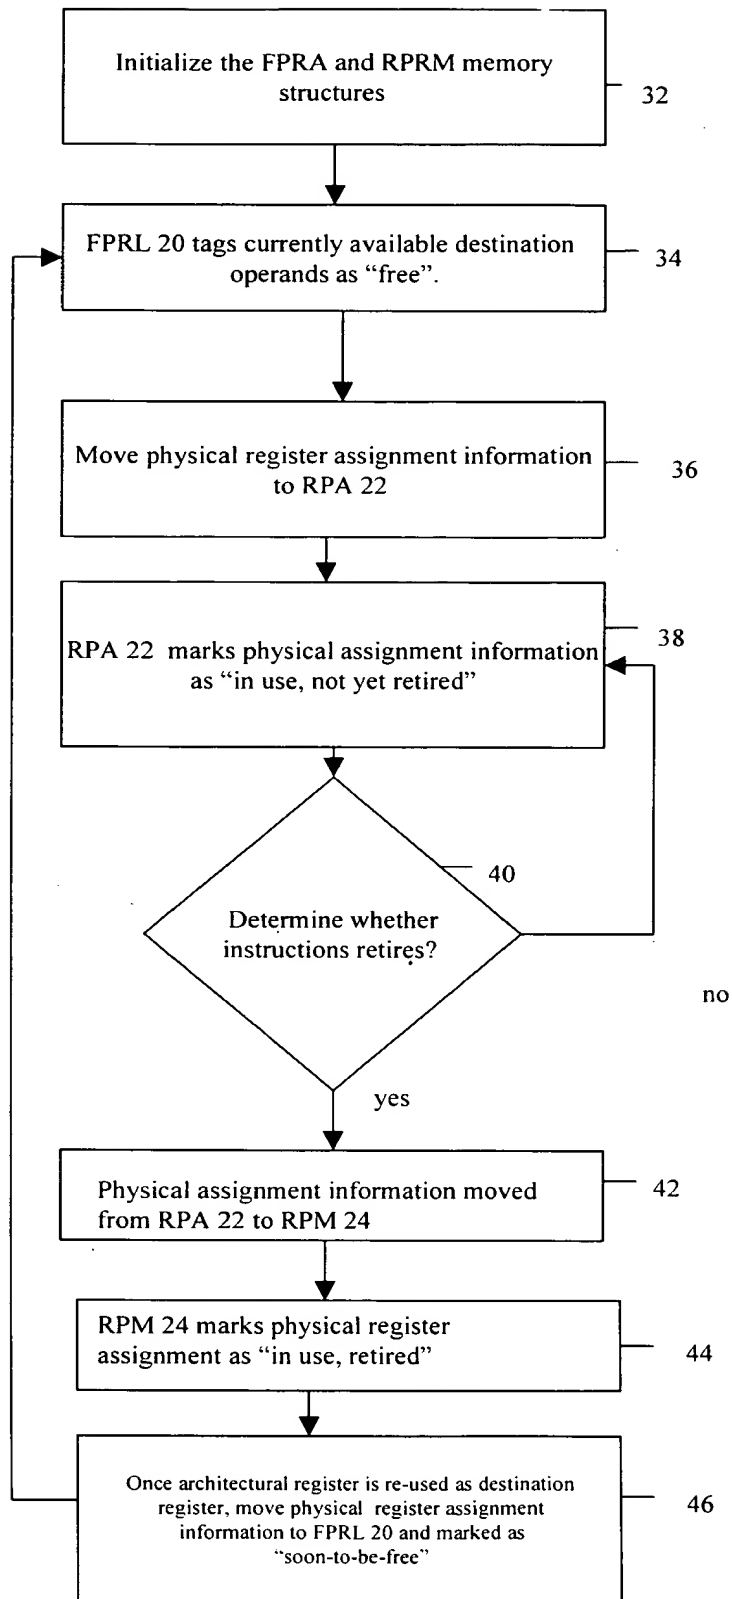 Initialize the FPRA and RPRM memory
structures
32
FPRL 20 tags currently available destination
operands as “free”.
34
Move physical register assignment information
to RPA 22
36
RPA 22 marks physical assignment information
as “in use, not yet retired”
38
40
Determine whether
instructions retires?
no
yes
Physical assignment information moved
from RPA 22 to RPM 24
42
RPM 24 marks physical register
assignment as “in use, retired”
44
Once architectural register is re-used as destination
register, move physical register assignment
information to FPRL 20 and marked as
“soon-to-be-free”
46